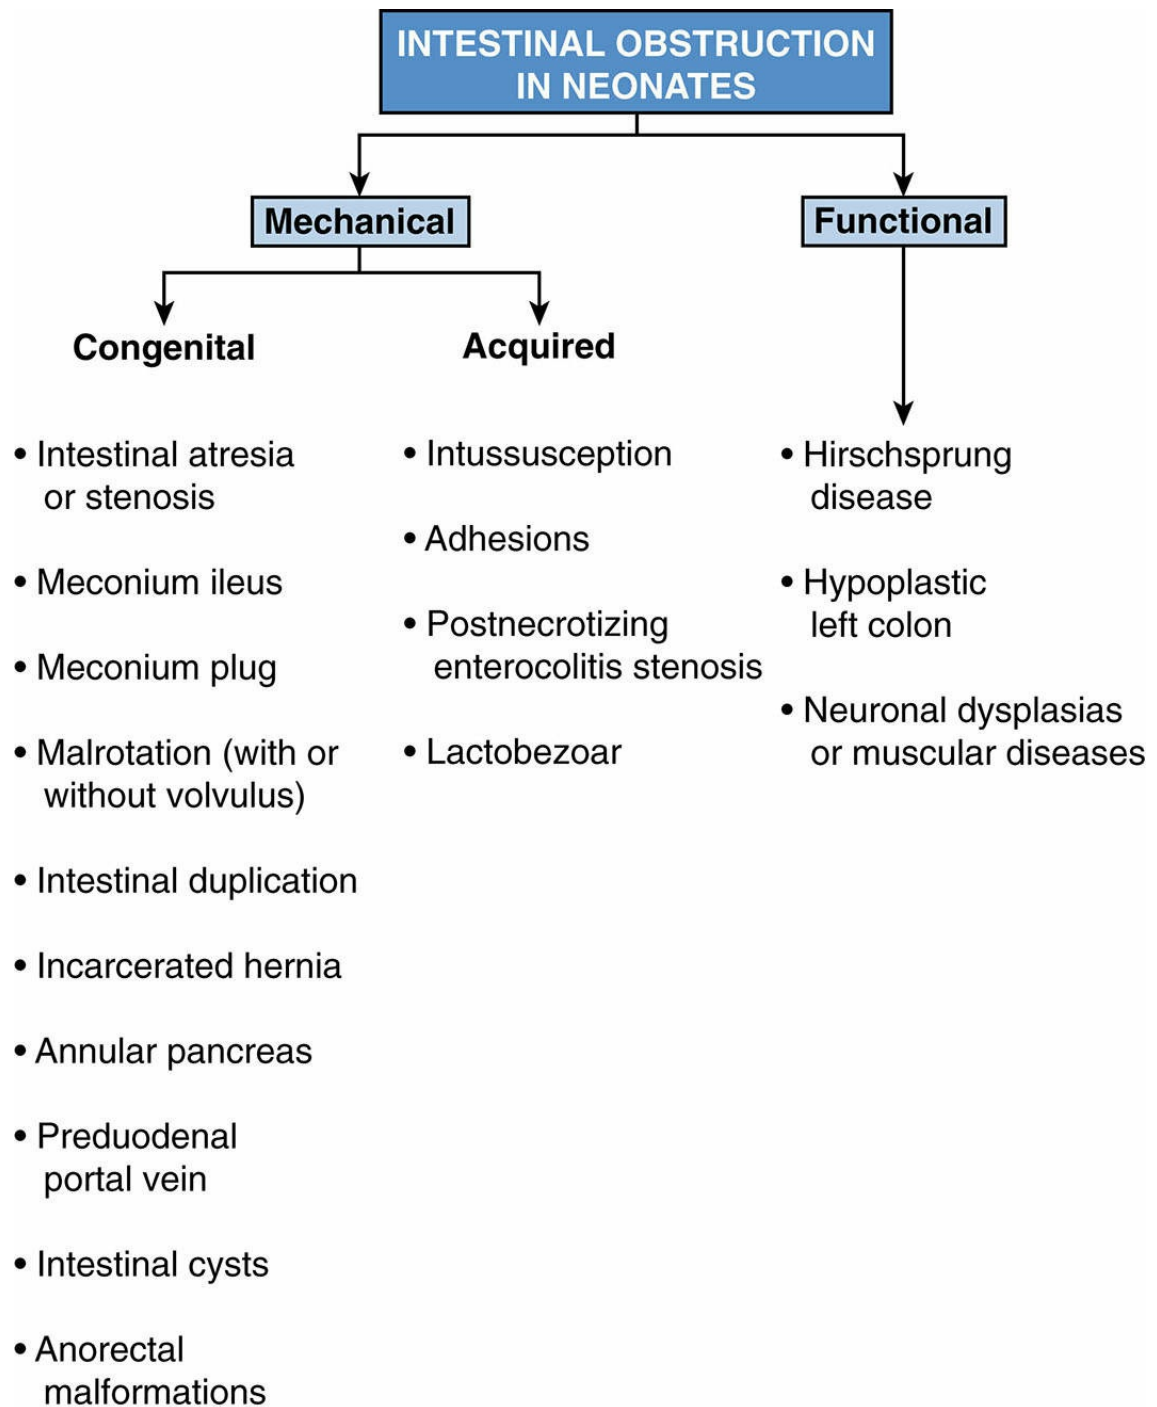 INTESTINAL OBSTRUCTION
IN NEONATES
Mechanical
Functional
Congenital
Acquired
• Intestinal atresia
or stenosis
• Meconium ileus
• Meconium plug
• Malrotation (with or
without volvulus)
• Intestinal duplication
• Incarcerated hernia
• Annular pancreas
• Preduodenal
portal vein
• Intestinal cysts
• Anorectal
malformations
• Intussusception
• Adhesions
• Postnecrotizing
enterocolitis stenosis
• Lactobezoar
• Hirschsprung
disease
• Hypoplastic
left colon
• Neuronal dysplasias
or muscular diseases